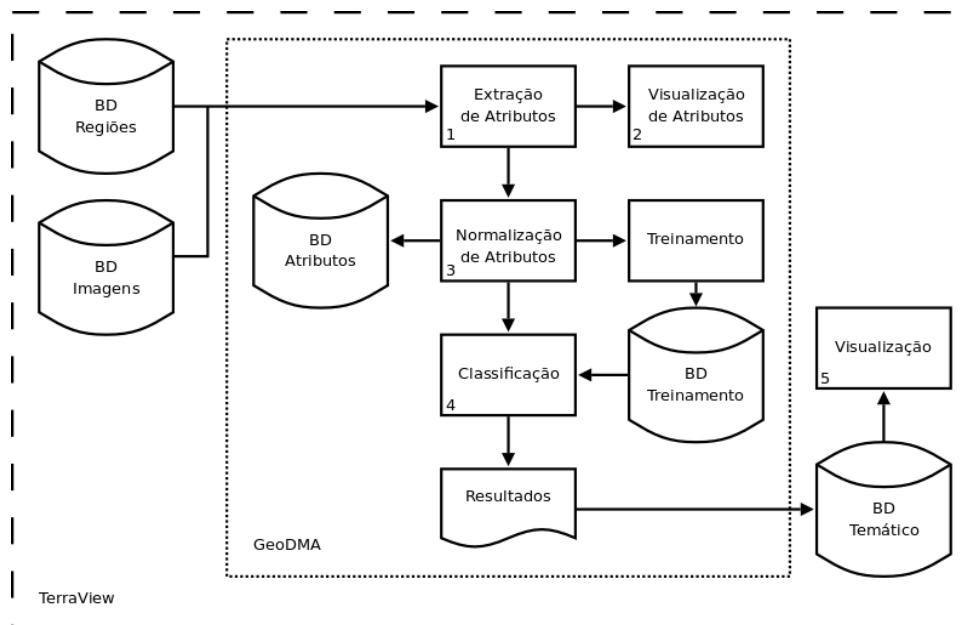 BD
Regiões
Extração
de Atributos
1
Visualização
de Atributos
2
BD
Imagens
BD
Atributos
Normalização
de Atributos
3
Treinamento
Classificação
4
BD
Treinamento
Visualização
5
Resultados
BD
Temático
GeoDMA
TerraView